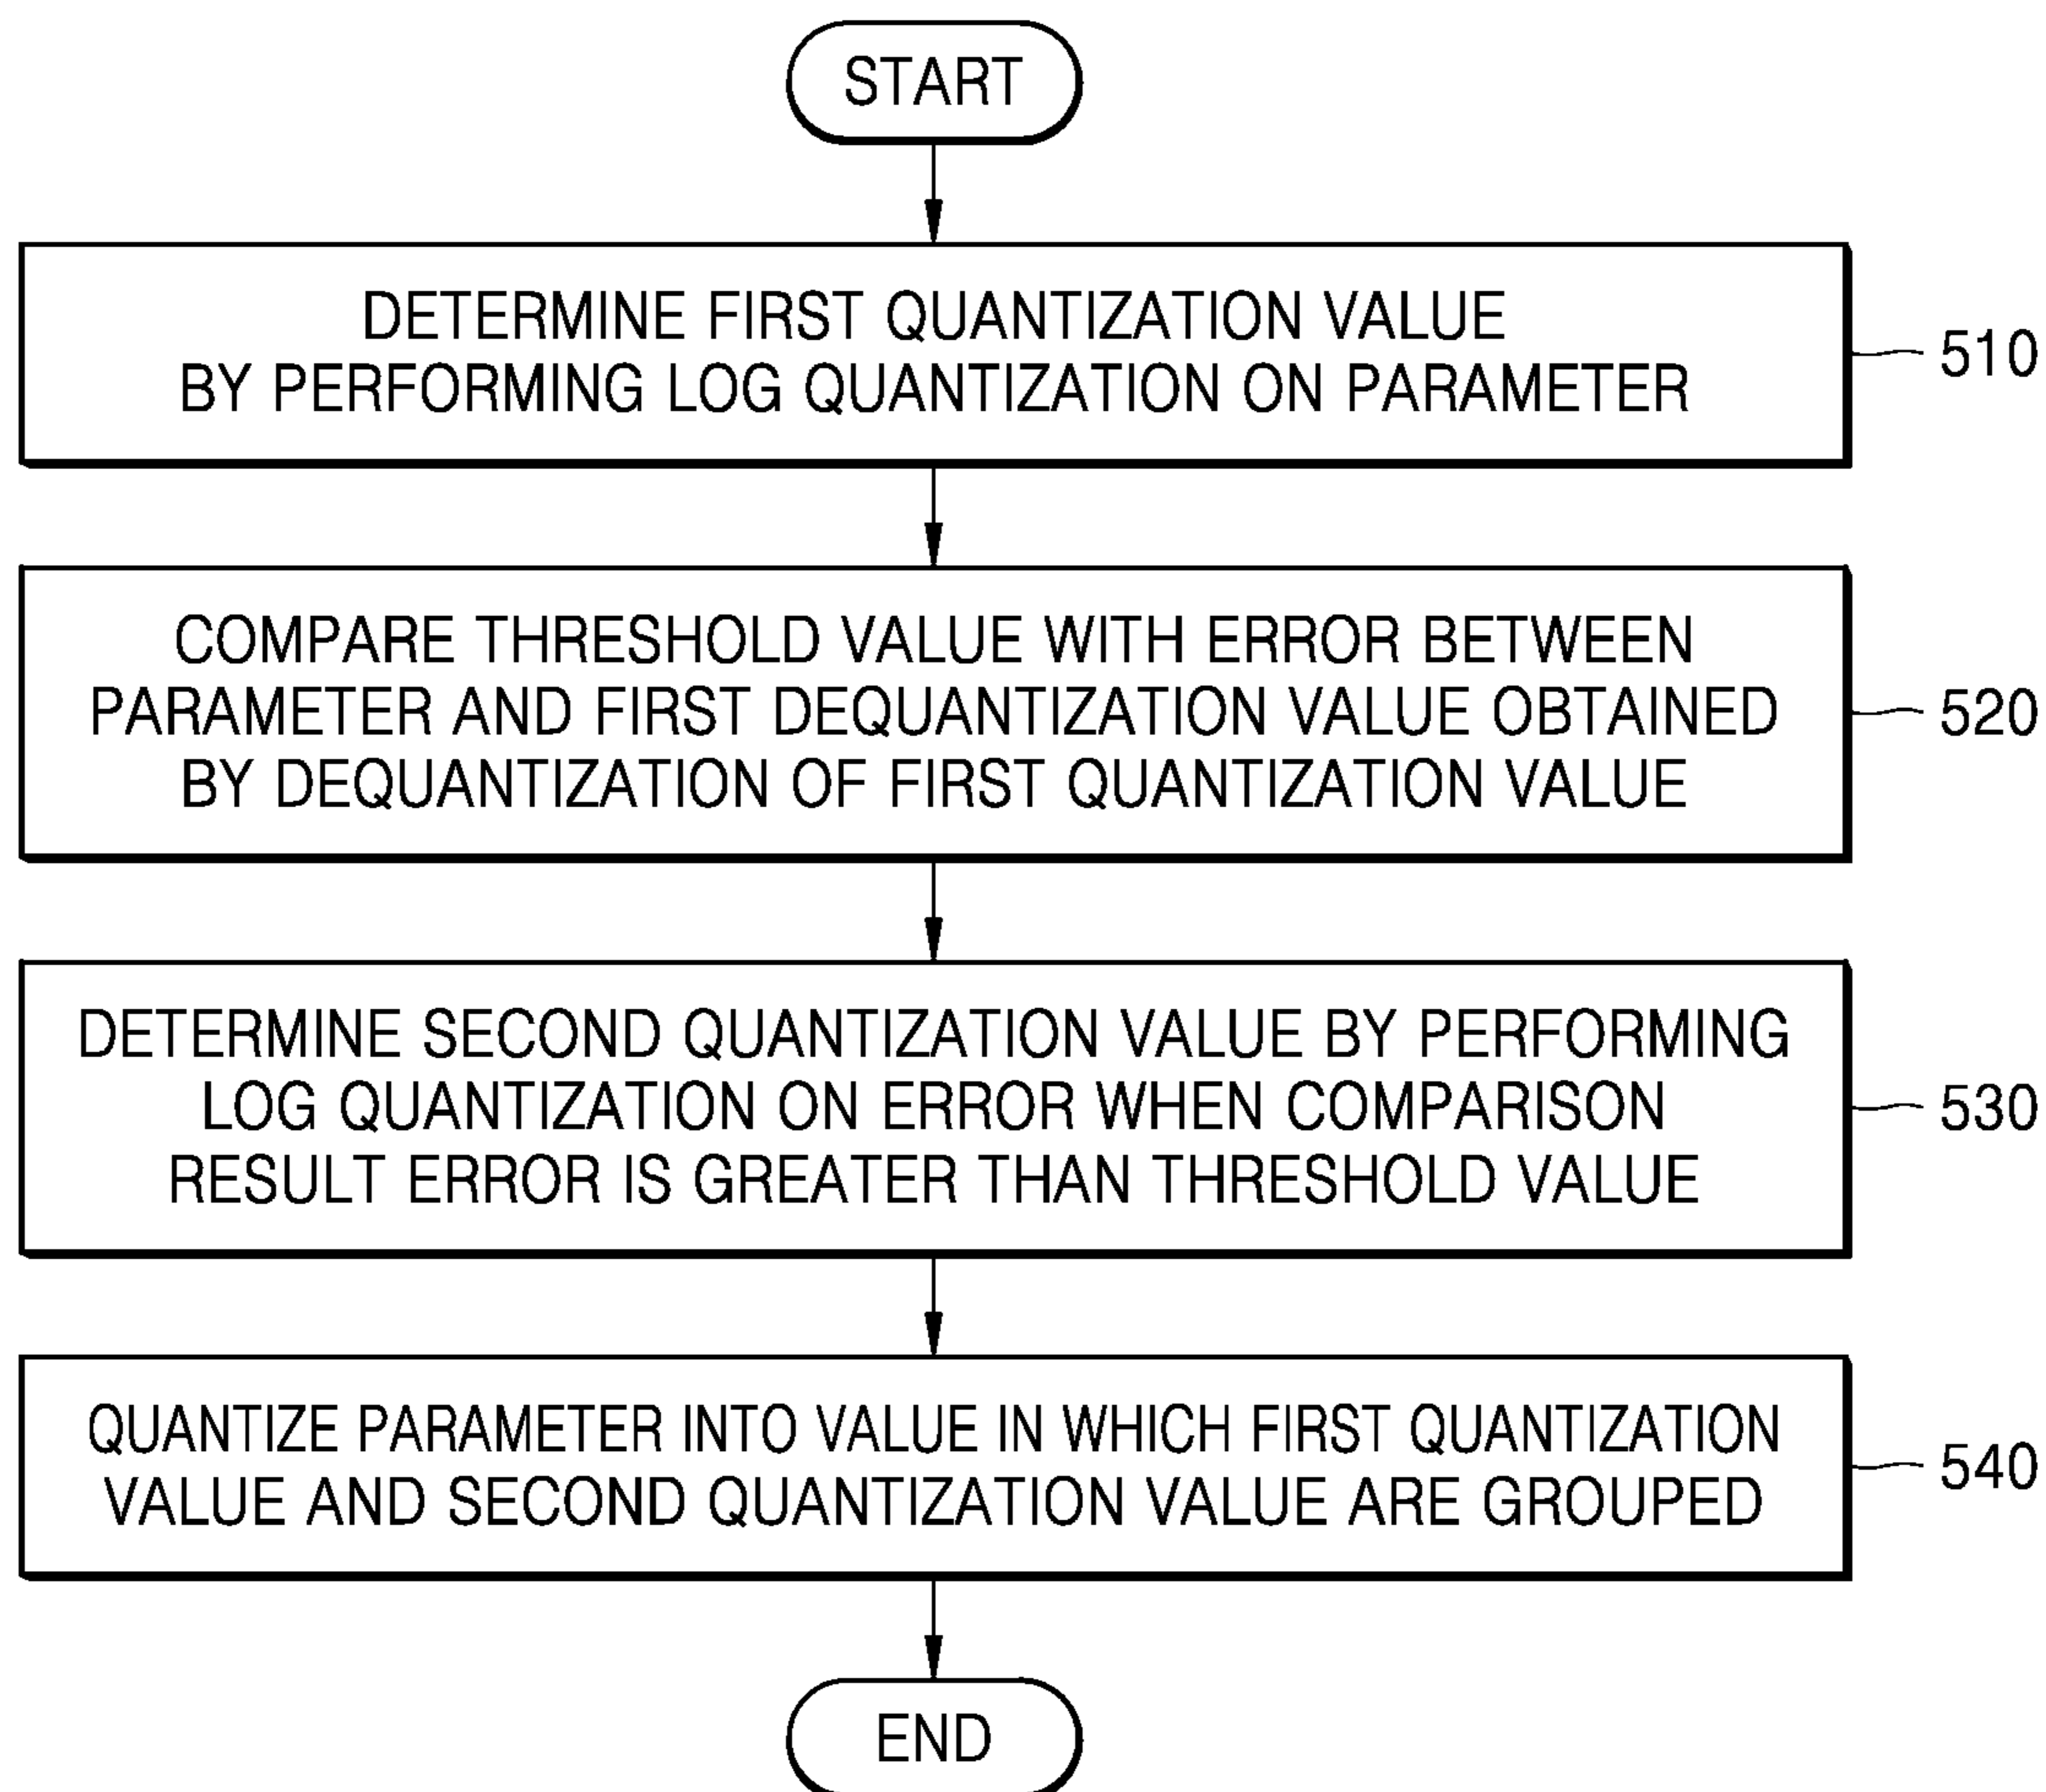 START
DETERMINE FIRST QUANTIZATION VALUE
BY PERFORMING LOG QUANTIZATION ON PARAMETER
510
COMPARE THRESHOLD VALUE WITH ERROR BETWEEN
PARAMETER AND FIRST DEQUANTIZATION VALUE OBTAINED
BY DEQUANTIZATION OF FIRST QUANTIZATION VALUE
520
DETERMINE SECOND QUANTIZATION VALUE BY PERFORMING
LOG QUANTIZATION ON ERROR WHEN COMPARISON
RESULT ERROR IS GREATER THAN THRESHOLD VALUE
530
QUANTIZE PARAMETER INTO VALUE IN WHICH FIRST QUANTIZATION
VALUE AND SECOND QUANTIZATION VALUE ARE GROUPED
540
END